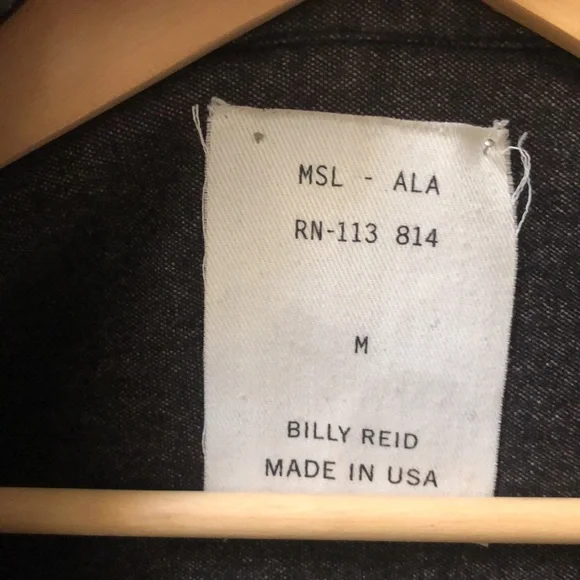 MSL - ALA
RN-113 814
M
BILLY REID
MADE IN USA